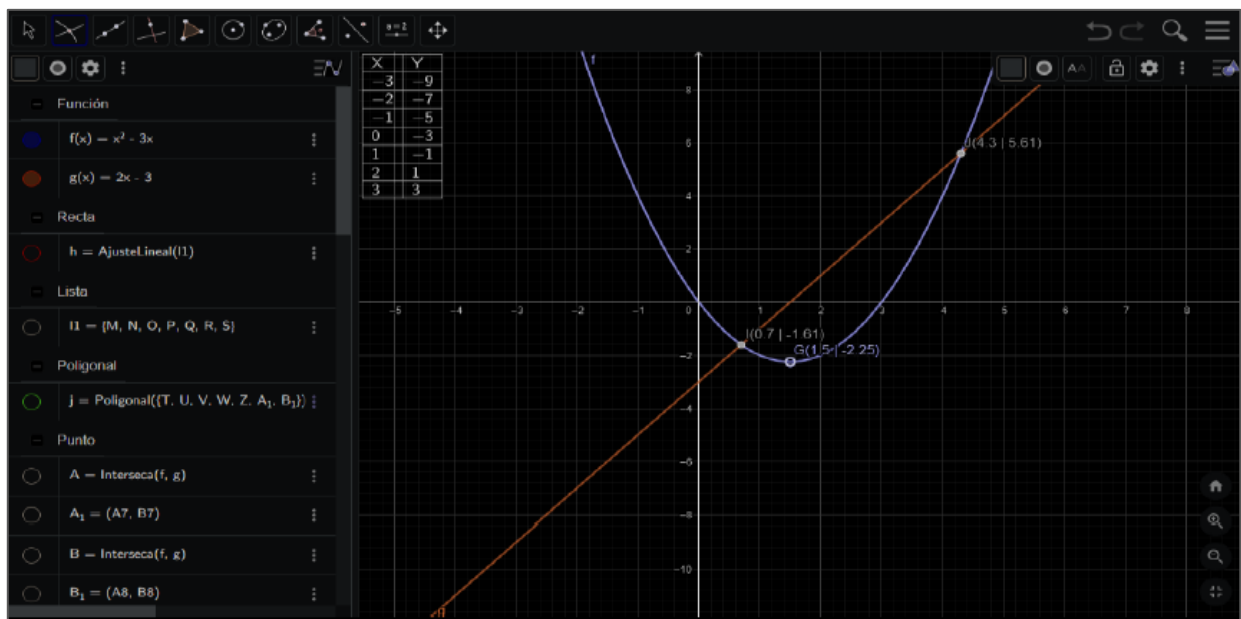 a=2
Función
f(x) = x² - 3x
g(x) = 2x - 3
Recta
h = AjusteLineal(l1)
Lista
l1 = {M, N, O, P, Q, R, S}
Poligonal
j = Poligonal({T, U, V, W, Z, A₁, B₁})
Punto
A = Interseca(f, g)
A₁ = (A7, B7)
B = Interseca(f, g)
B₁ = (A8, B8)
X Y
−3 −9
−2 −7
−1 −5
0 −3
1 −1
2 1
3 3
f
AA
8
6
J(4.3 | 5.61)
4
2
-5 -4 -3 -2 -1 0 1 2 3 4 5 6 7 8
I(0.7 | -1.61)
G(1.5 | -2.25)
-2
-4
-6
-8
-10